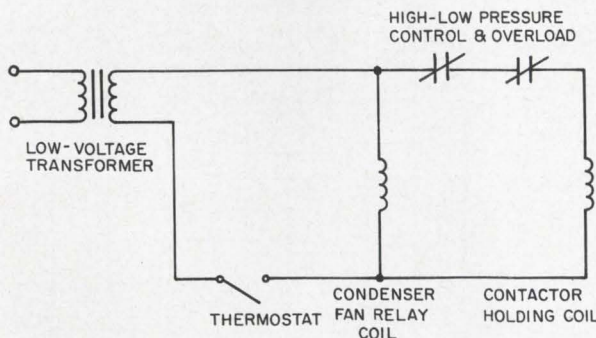 HIGH-LOW PRESSURE
CONTROL & OVERLOAD
LOW-VOLTAGE
TRANSFORMER
THERMOSTAT
CONDENSER
FAN RELAY
COIL
CONTACTOR
HOLDING COIL